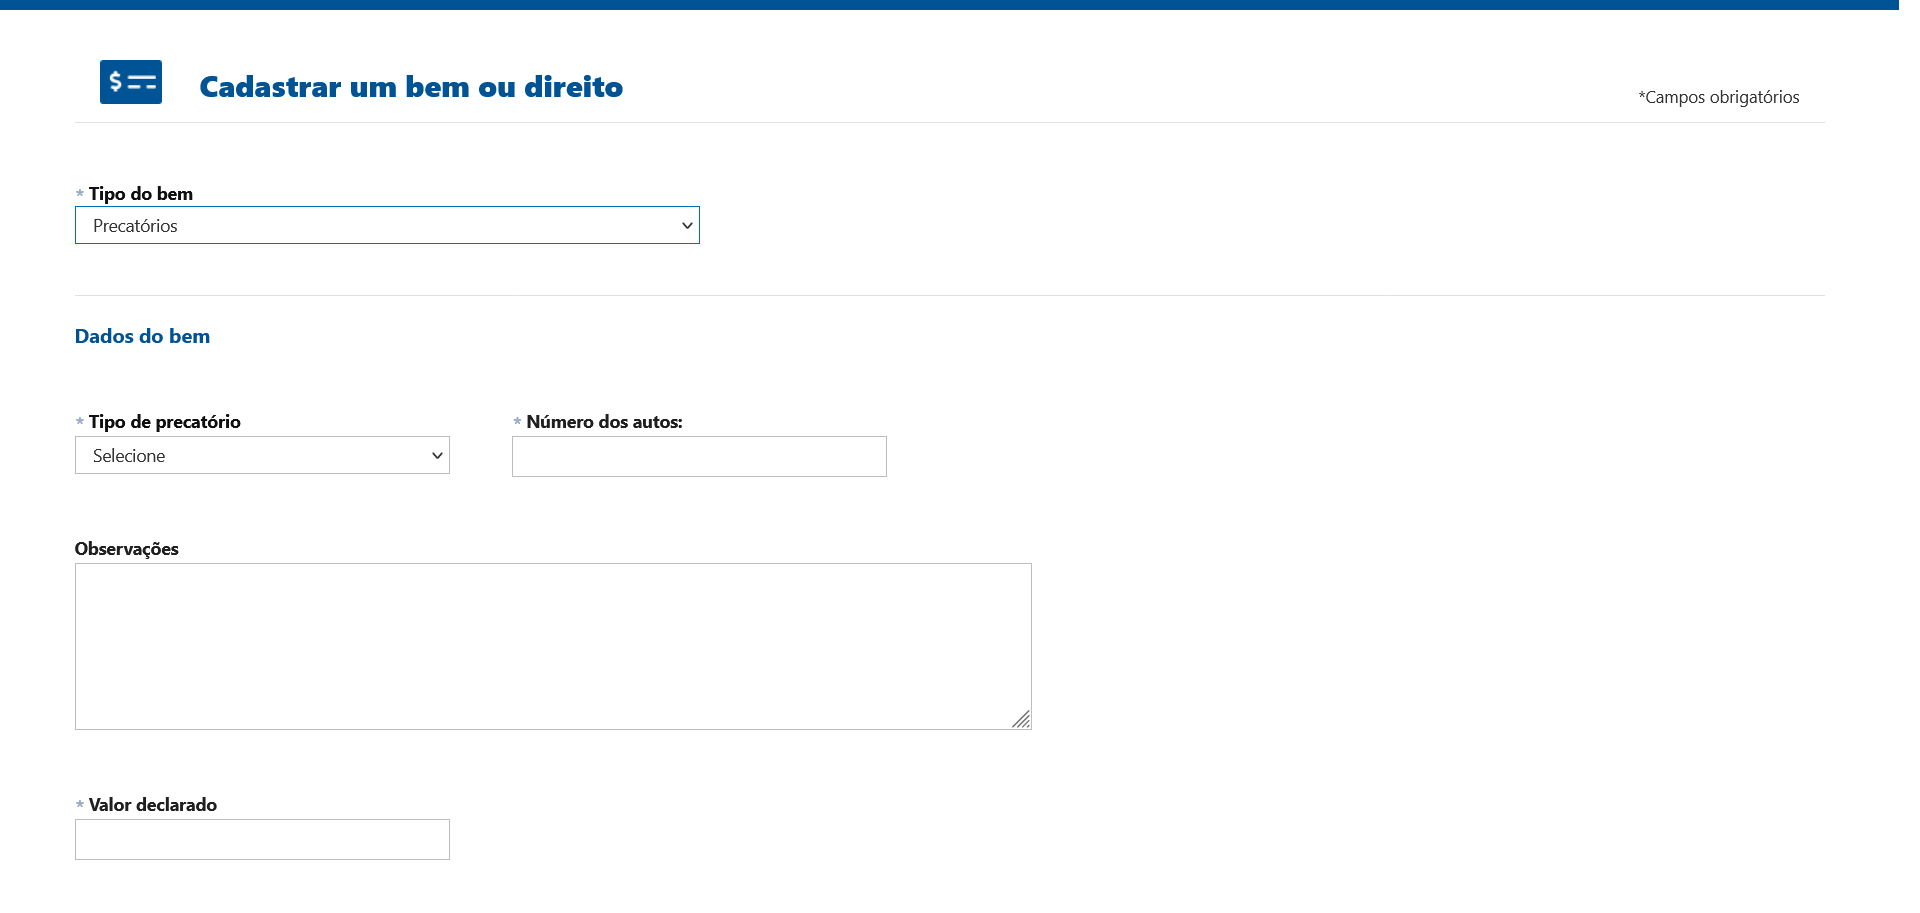 Cadastrar um bem ou direito
*Campos obrigatórios
* Tipo do bem
Precatórios
Dados do bem
* Tipo de precatório
Selecione
* Número dos autos:
Observações
* Valor declarado